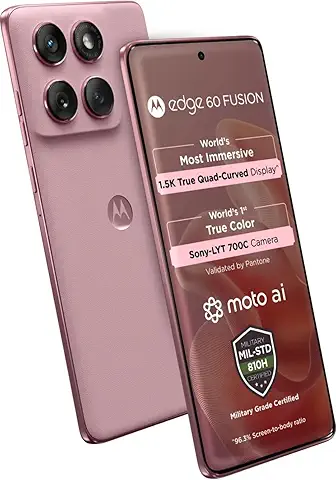 edge 60 FUSION
World's
Most Immersive
1.5K True Quad-Curved Display^
World's 1st
True Color
Sony-LYT 700C Camera
Validated by Pantone
moto ai
MILITARY
MIL-STD
810H
CERTIFIED
Military Grade Certified
*96.3% Screen-to-body ratio